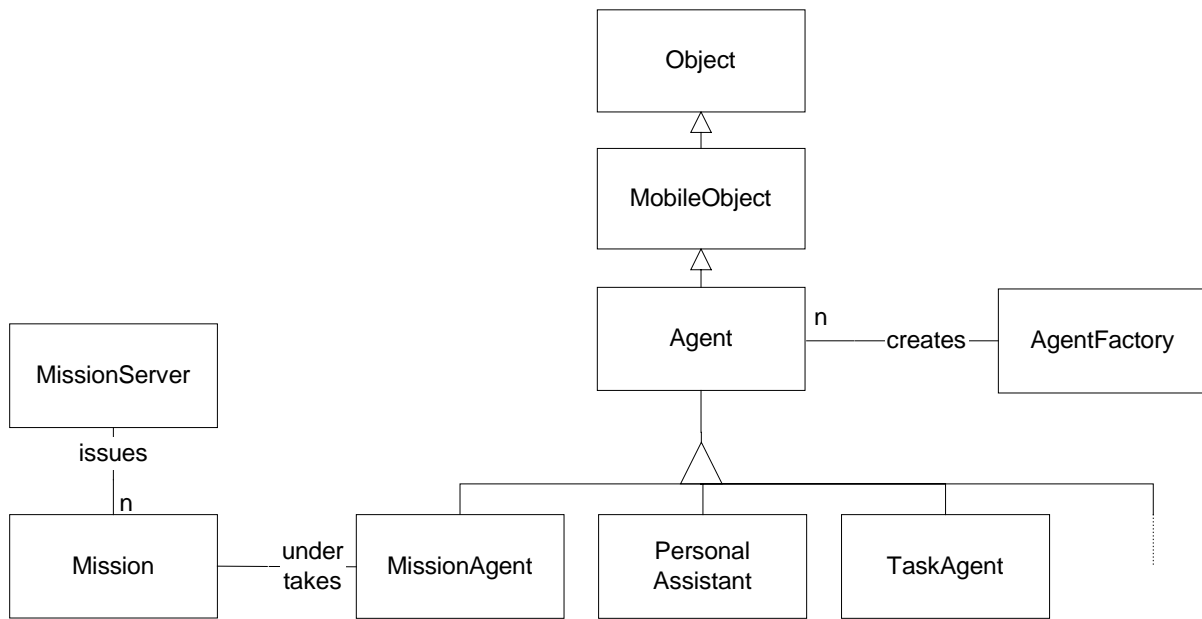 Object
MobileObject
Agent
n
creates
AgentFactory
MissionServer
issues
n
Mission
under
takes
MissionAgent
Personal
Assistant
TaskAgent